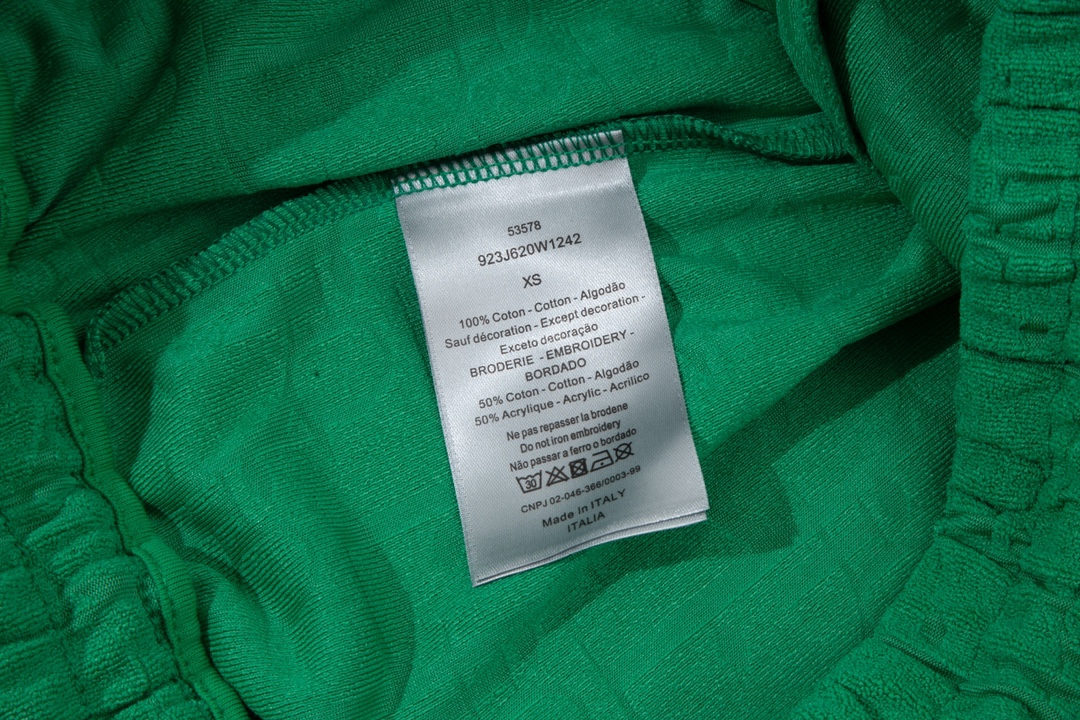 53578
923J620W1242
XS
100% Coton - Cotton - Algodão
Sauf décoration - Except decoration -
Exceto decoração
BRODERIE - EMBROIDERY -
BORDADO
50% Coton - Cotton - Algodão
50% Acrylique - Acrylic - Acrilico
Ne pas repasser la brodene
Do not iron embroidery
Não passar a ferro o bordado
30
CNPJ 02-046-366/0003-99
Made in ITALY
ITALIA